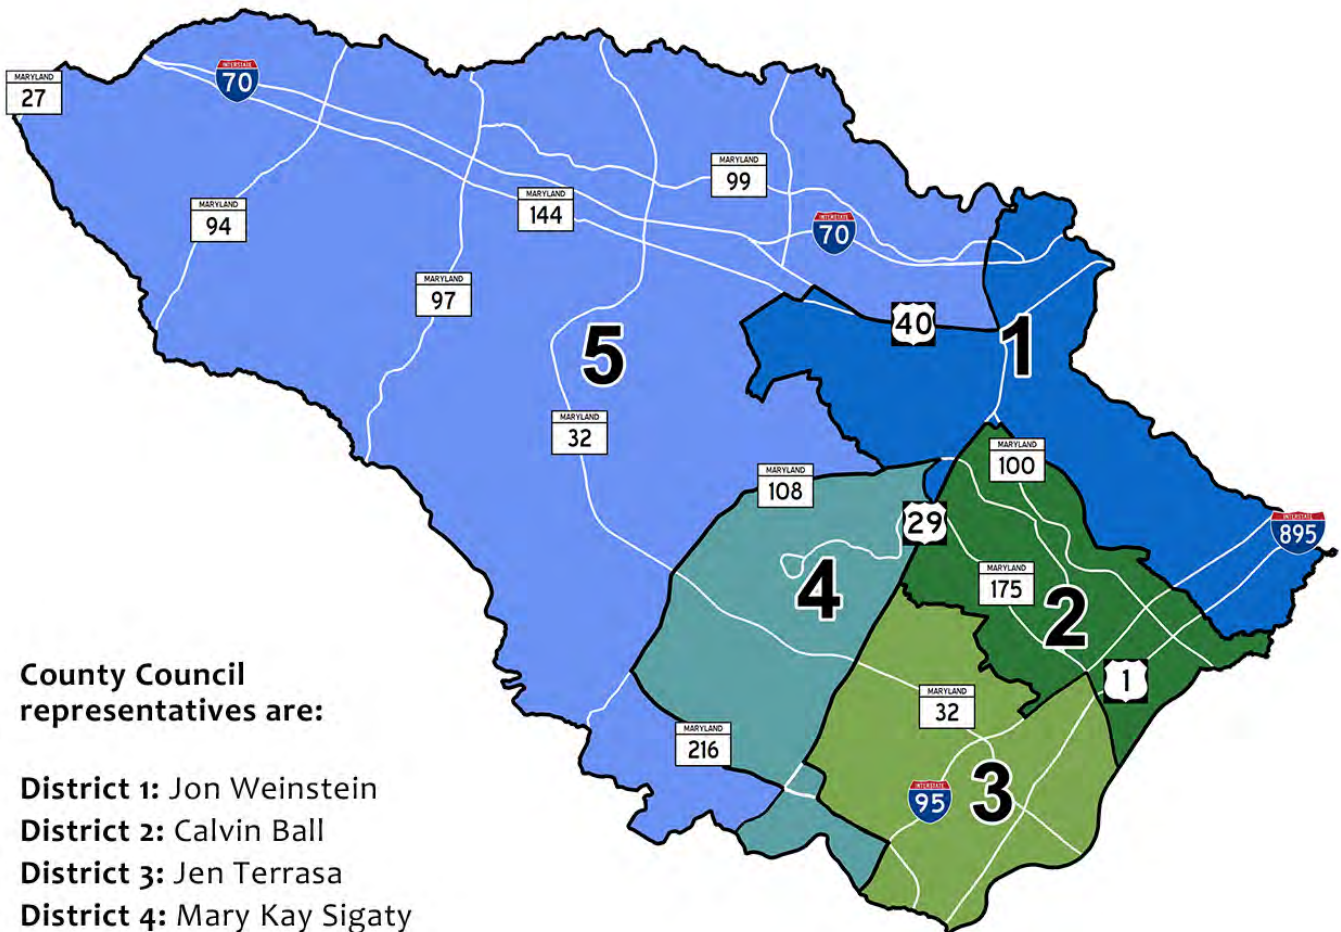 MARYLAND
27
INTERSTATE
70
MARYLAND
94
MARYLAND
97
MARYLAND
144
MARYLAND
99
INTERSTATE
70
40
1
5
MARYLAND
32
MARYLAND
108
MARYLAND
100
29
INTERSTATE
895
4
MARYLAND
175
2
1
MARYLAND
32
MARYLAND
216
INTERSTATE
95
3
County Council
representatives are:
District 1: Jon Weinstein
District 2: Calvin Ball
District 3: Jen Terrasa
District 4: Mary Kay Sigaty